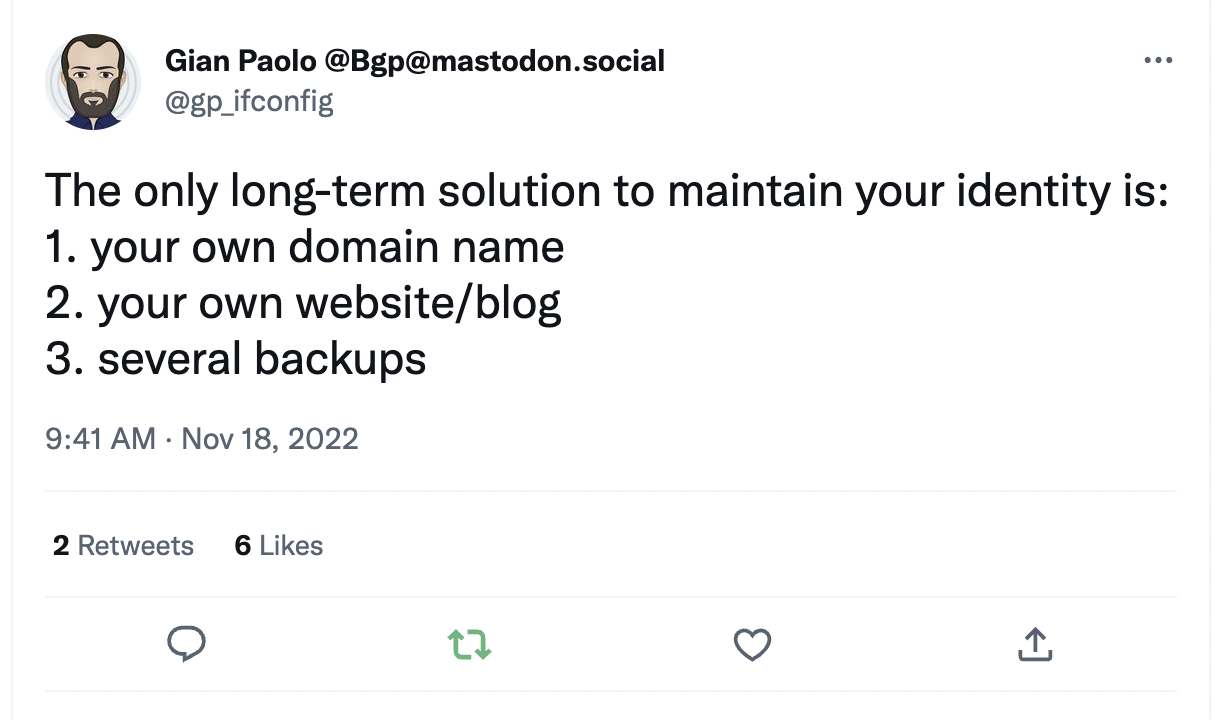 Gian Paolo @Bgp@mastodon.social
@gp_ifconfig
The only long-term solution to maintain your identity is:
1. your own domain name
2. your own website/blog
3. several backups
9:41 AM · Nov 18, 2022
2 Retweets 6 Likes